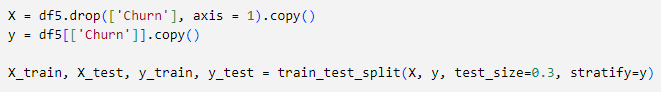 X = df5.drop(['Churn'], axis = 1).copy()
y = df5[['Churn']].copy()
X_train, X_test, y_train, y_test = train_test_split(X, y, test_size=0.3, stratify=y)